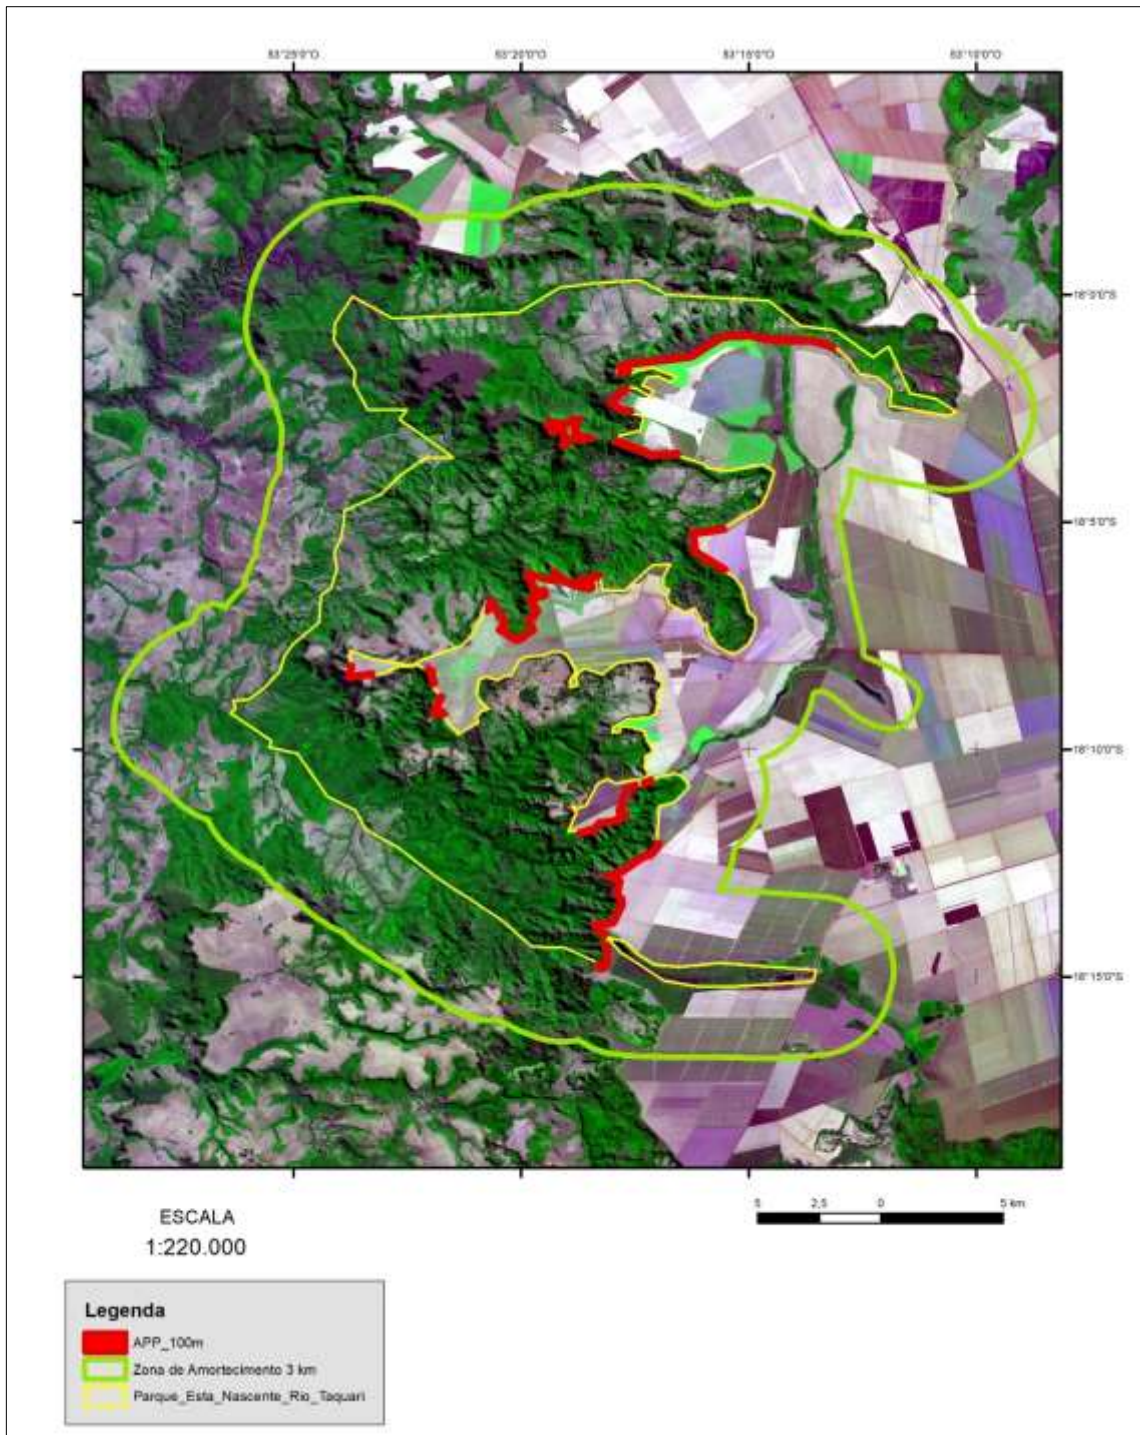 53°25'0"O 53°20'0"O 53°15'0"O 53°10'0"O
18°0'0"S
18°5'0"S
18°10'0"S
18°15'0"S
5 2,5 0 5 km
ESCALA
1:220.000
Legenda
APP_100m
Zona de Amortecimento 3 km
Parque_Esta_Nascente_Rio_Taquari